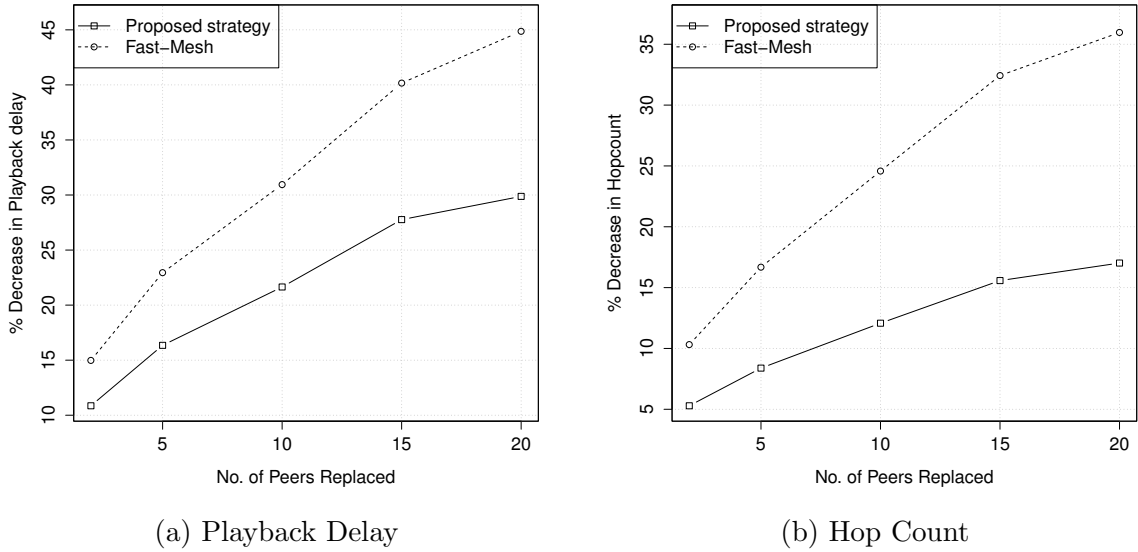 Proposed strategy
Fast−Mesh
% Decrease in Playback delay
45
40
35
30
25
20
15
10
5
10
15
20
No. of Peers Replaced
(a) Playback Delay
Proposed strategy
Fast−Mesh
% Decrease in Hopcount
35
30
25
20
15
10
5
5
10
15
20
No. of Peers Replaced
(b) Hop Count